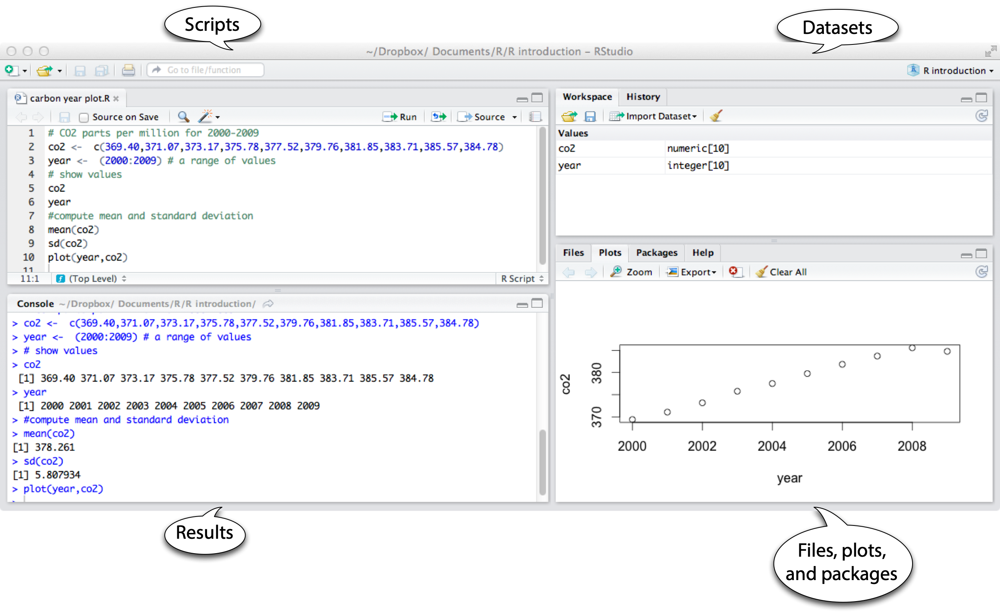 Scripts
Datasets
~/Dropbox/ Documents/R/R introduction – RStudio
Go to file/function
R introduction
carbon year plot.R
Source on Save
Run
Source
1 # CO2 parts per million for 2000-2009
2 co2 <-  c(369.40,371.07,373.17,375.78,377.52,379.76,381.85,383.71,385.57,384.78)
3 year <-  (2000:2009) # a range of values
4 # show values
5 co2
6 year
7 #compute mean and standard deviation
8 mean(co2)
9 sd(co2)
10 plot(year,co2)
11
11:1 (Top Level) R Script
Console ~/Dropbox/ Documents/R/R introduction/
> co2 <-  c(369.40,371.07,373.17,375.78,377.52,379.76,381.85,383.71,385.57,384.78)
> year <-  (2000:2009) # a range of values
> # show values
> co2
[1] 369.40 371.07 373.17 375.78 377.52 379.76 381.85 383.71 385.57 384.78
> year
[1] 2000 2001 2002 2003 2004 2005 2006 2007 2008 2009
> #compute mean and standard deviation
> mean(co2)
[1] 378.261
> sd(co2)
[1] 5.807934
> plot(year,co2)
>
Workspace History
Import Dataset
Values
co2 numeric[10]
year integer[10]
Files Plots Packages Help
Zoom Export Clear All
co2
380
370
2000 2002 2004 2006 2008
year
Results
Files, plots,
and packages